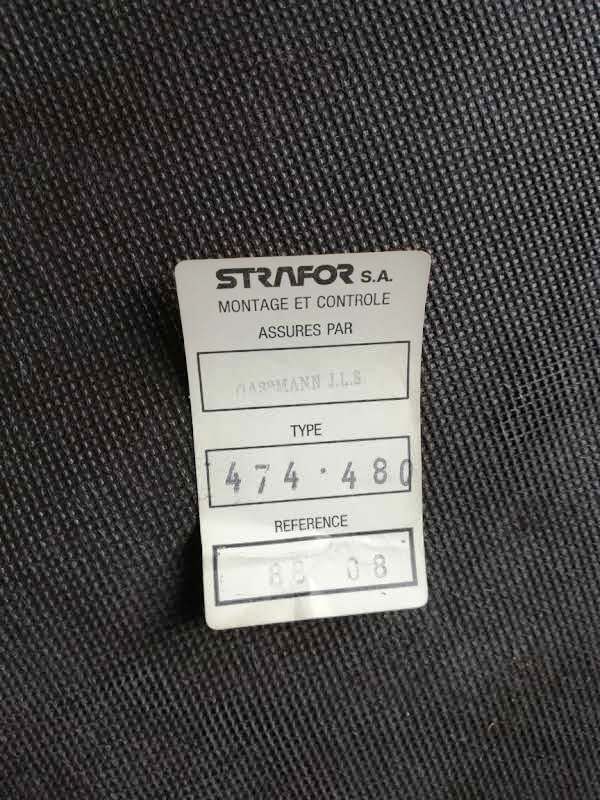 STRAFOR S.A.
MONTAGE ET CONTROLE
ASSURES PAR
J.L.S
TYPE
474·480
REFERENCE
88 08